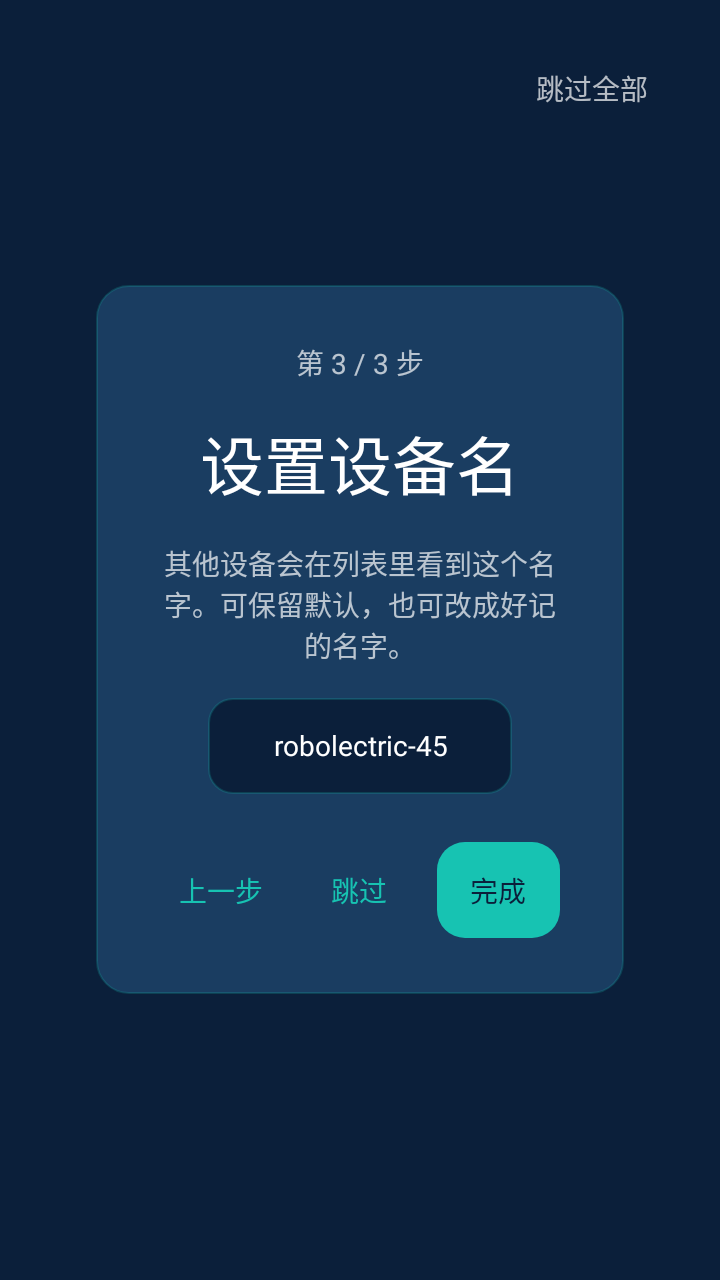 跳过全部
第 3 / 3 步
设置设备名
其他设备会在列表里看到这个名
字。可保留默认，也可改成好记
的名字。
robolectric-45
上一步
跳过
完成